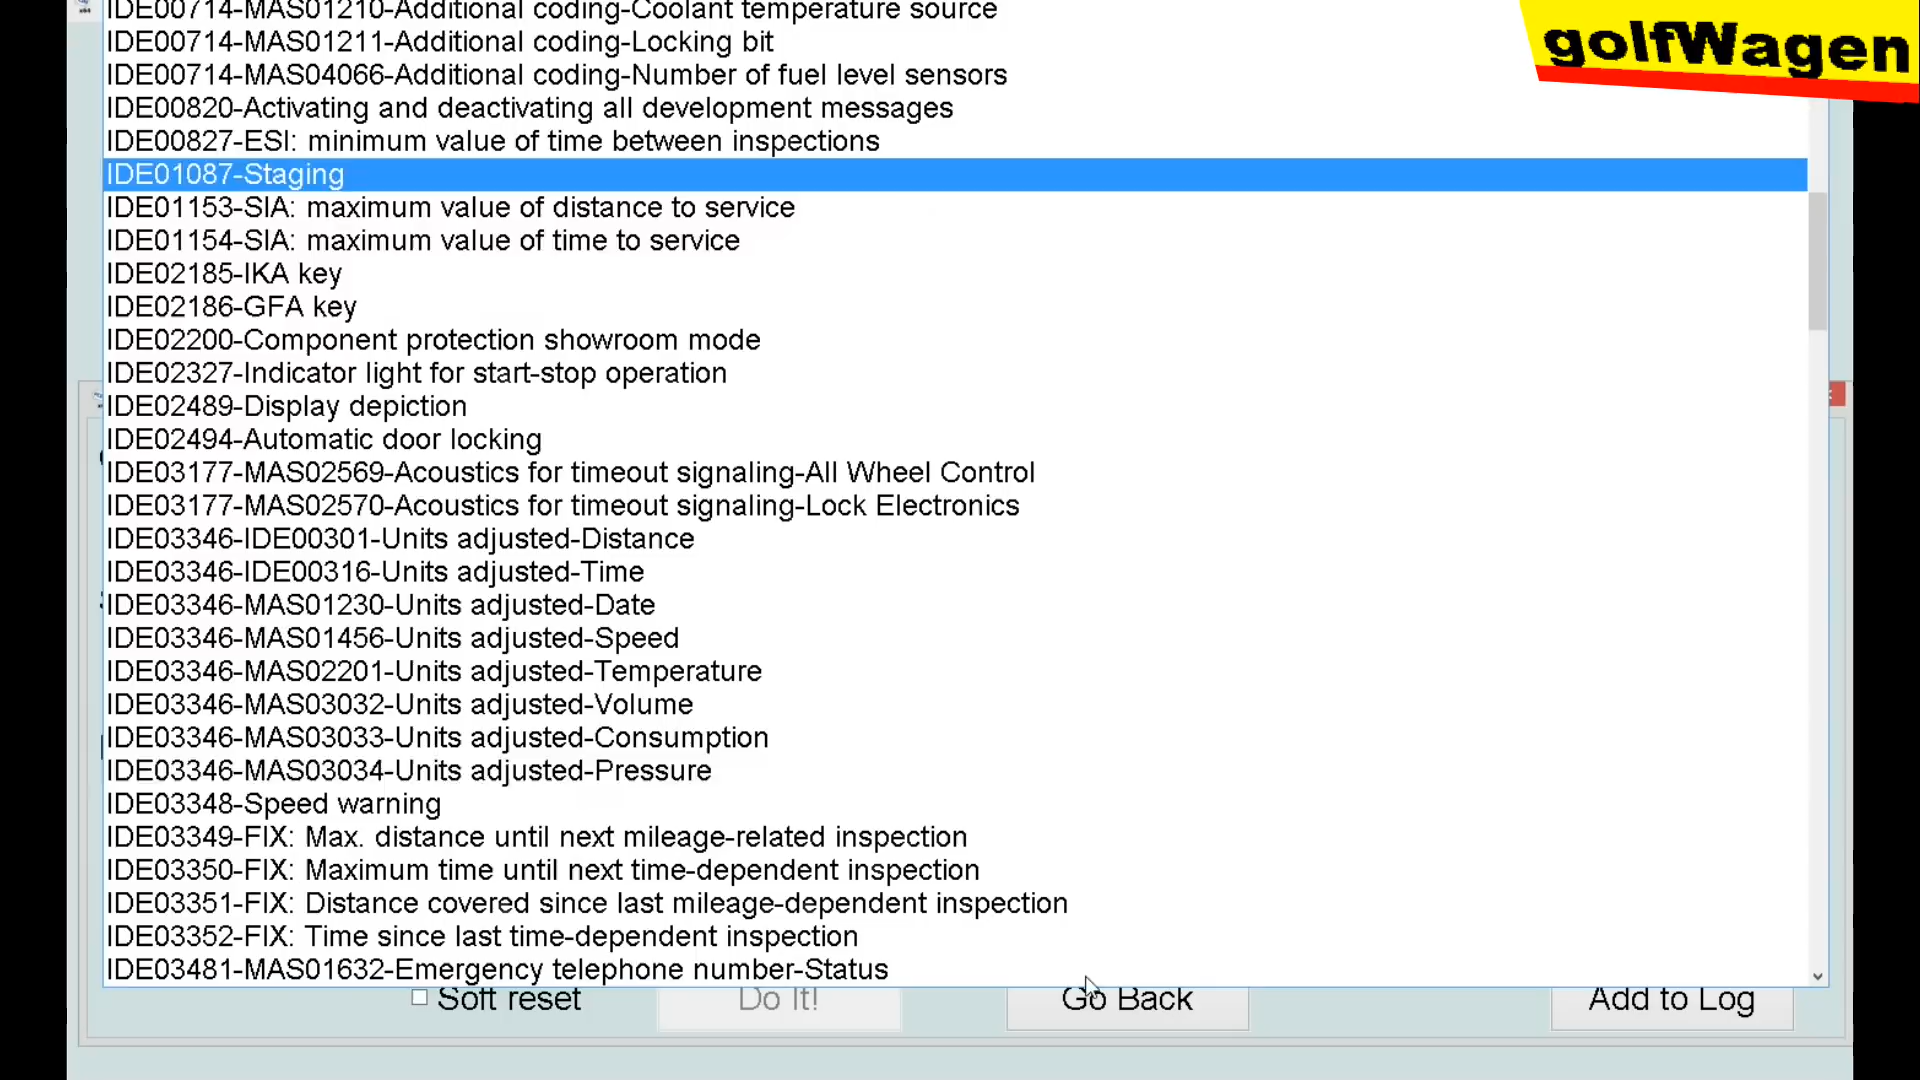 IDE00714-MAS01210-Additional coding-Coolant temperature source
IDE00714-MAS01211-Additional coding-Locking bit
IDE00714-MAS04066-Additional coding-Number of fuel level sensors
IDE00820-Activating and deactivating all development messages
IDE00827-ESI: minimum value of time between inspections
IDE01087-Staging
IDE01153-SIA: maximum value of distance to service
IDE01154-SIA: maximum value of time to service
IDE02185-IKA key
IDE02186-GFA key
IDE02200-Component protection showroom mode
IDE02327-Indicator light for start-stop operation
IDE02489-Display depiction
IDE02494-Automatic door locking
IDE03177-MAS02569-Acoustics for timeout signaling-All Wheel Control
IDE03177-MAS02570-Acoustics for timeout signaling-Lock Electronics
IDE03346-IDE00301-Units adjusted-Distance
IDE03346-IDE00316-Units adjusted-Time
IDE03346-MAS01230-Units adjusted-Date
IDE03346-MAS01456-Units adjusted-Speed
IDE03346-MAS02201-Units adjusted-Temperature
IDE03346-MAS03032-Units adjusted-Volume
IDE03346-MAS03033-Units adjusted-Consumption
IDE03346-MAS03034-Units adjusted-Pressure
IDE03348-Speed warning
IDE03349-FIX: Max. distance until next mileage-related inspection
IDE03350-FIX: Maximum time until next time-dependent inspection
IDE03351-FIX: Distance covered since last mileage-dependent inspection
IDE03352-FIX: Time since last time-dependent inspection
IDE03481-MAS01632-Emergency telephone number-Status
Soft reset
Do It!
Go Back
Add to Log
golfWagen